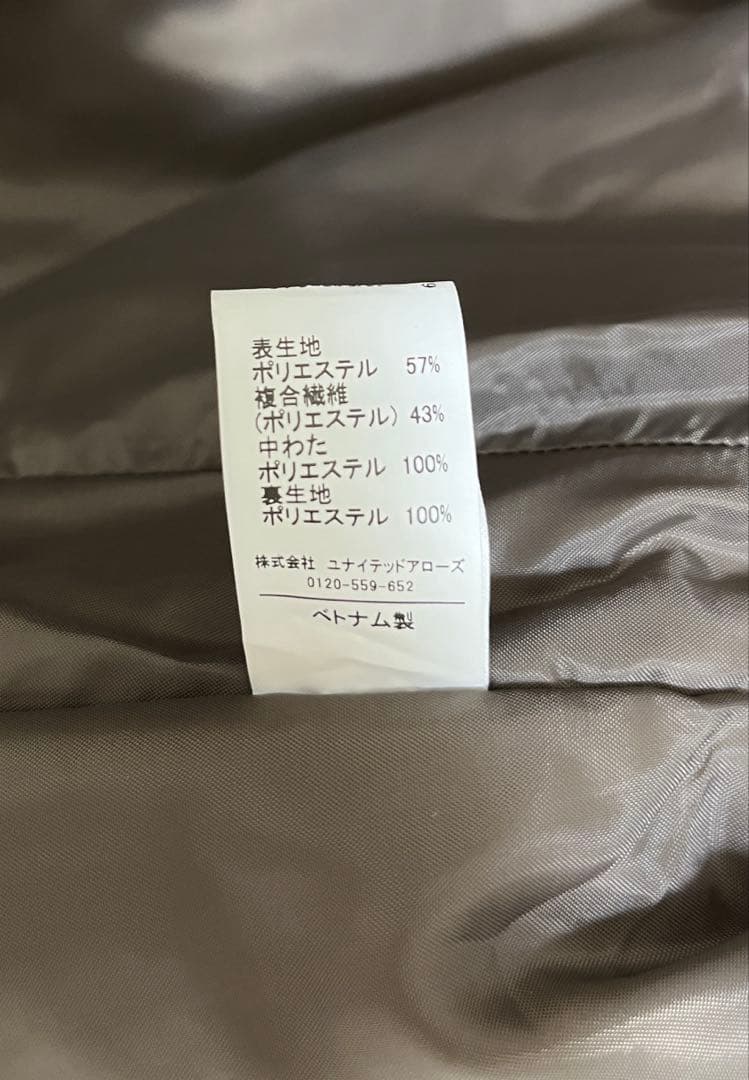 表生地
ポリエステル 57%
複合繊維
(ポリエステル) 43%
中わた
ポリエステル 100%
裏生地
ポリエステル 100%
株式会社 ユナイテッドアローズ
0120-559-652
ベトナム製